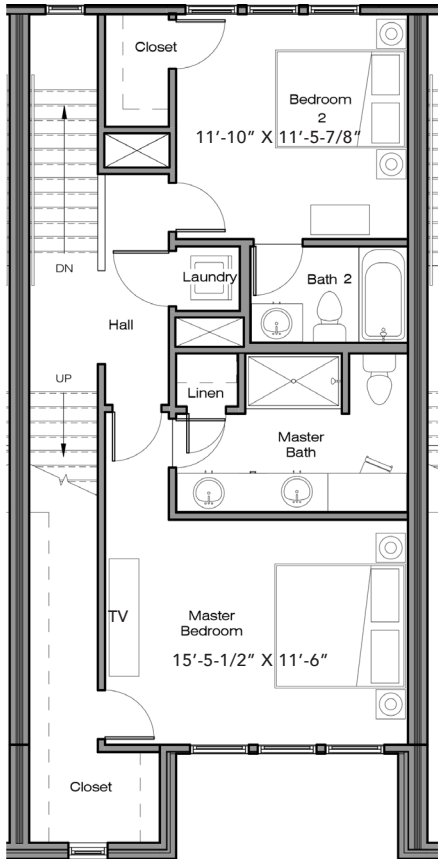 Closet
Bedroom
2
11'-10" X 11'-5-7/8"
DN
Laundry
Bath 2
Hall
UP
Linen
Master
Bath
TV
Master
Bedroom
15'-5-1/2" X 11'-6"
Closet